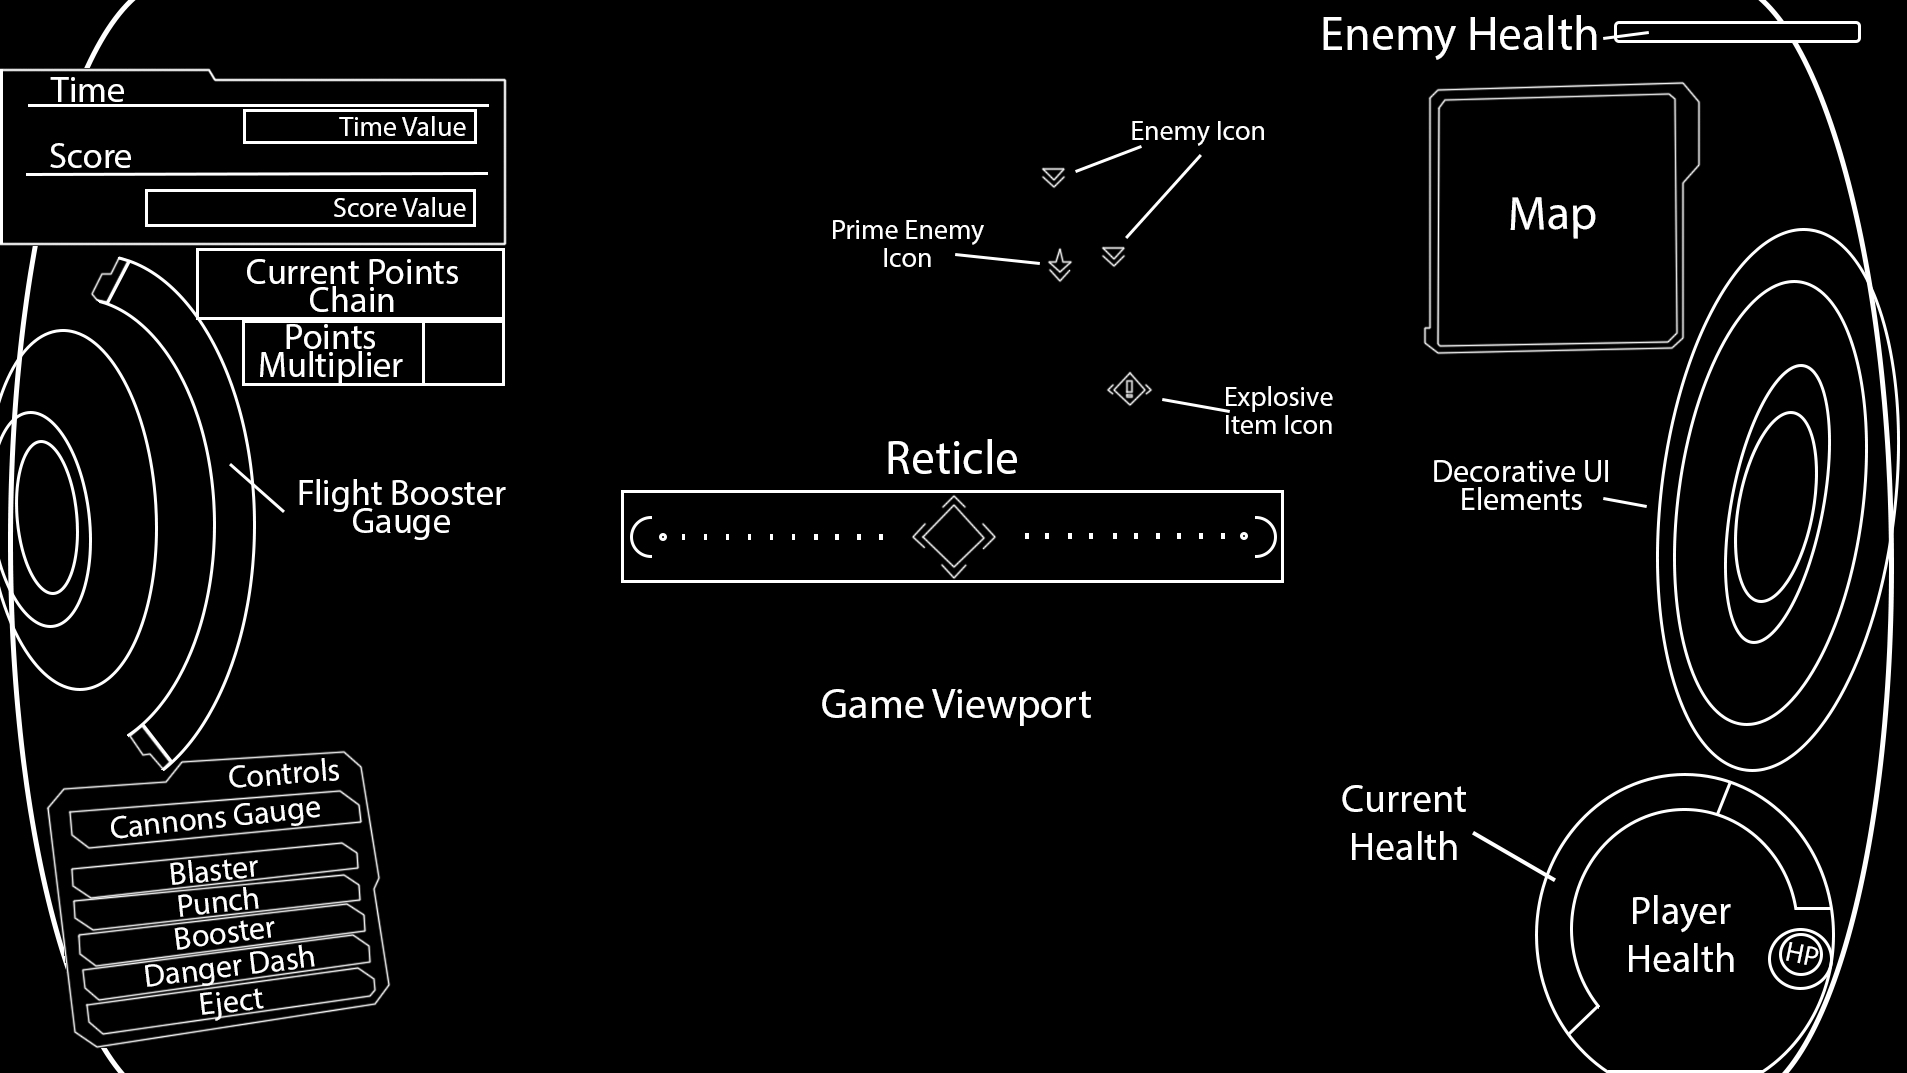 Enemy Health
Time
Time Value
Score
Score Value
Current Points
Chain
Points
Multiplier
Enemy Icon
Prime Enemy
Icon
Map
Explosive
Item Icon
Reticle
Flight Booster
Gauge
Decorative UI
Elements
Game Viewport
Controls
Cannons Gauge
Blaster
Punch
Booster
Danger Dash
Eject
Current
Health
Player
Health
HP